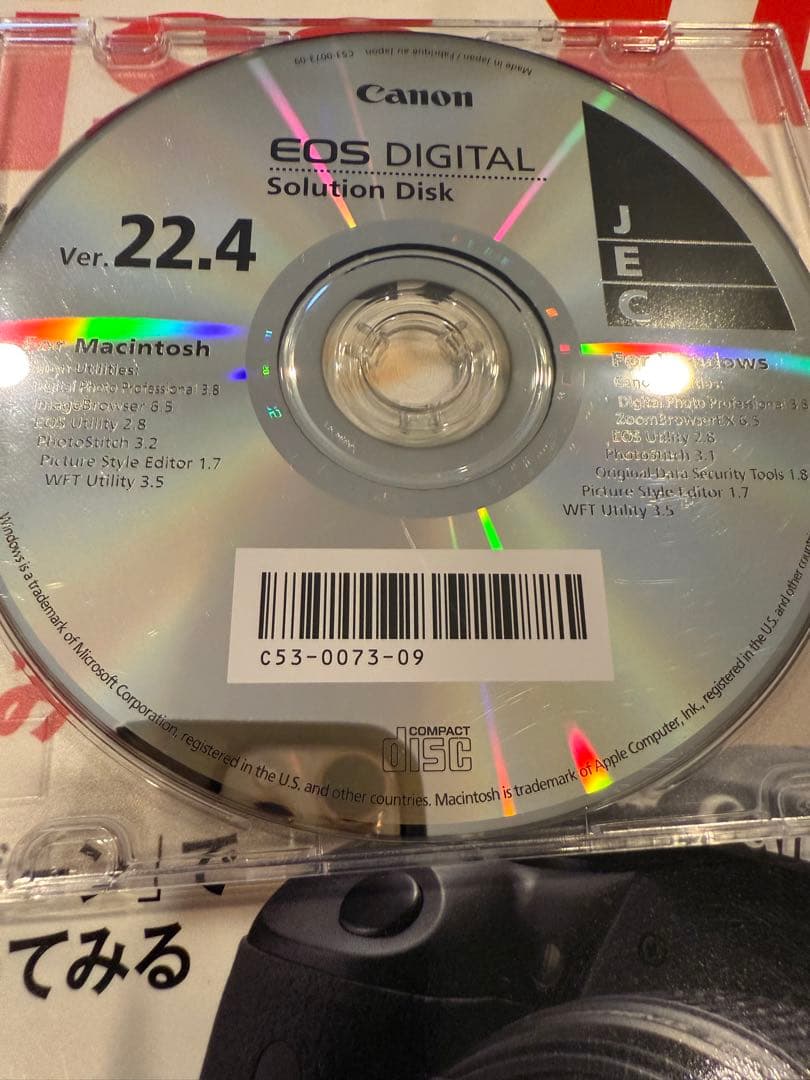 Made in Japan / Fabriqué au Japon C53-0073-09
Canon
EOS DIGITAL
Solution Disk
Ver. 22.4
J
E
C
For Macintosh
Utilities:
Digital Photo Professional 3.8
ImageBrowser 6.5
EOS Utility 2.8
PhotoStitch 3.2
Picture Style Editor 1.7
WFT Utility 3.5
For Windows
Digital Photo Professional 3.8
ZoomBrowser EX 6.5
EOS Utility 2.8
PhotoStitch 3.1
Original Data Security Tools 1.8
Picture Style Editor 1.7
WFT Utility 3.5
C53-0073-09
COMPACT
disc
Windows is a trademark of Microsoft Corporation, registered in the U.S. and other countries. Macintosh is trademark of Apple Computer, Ink., registered in the U.S. and other
てみる